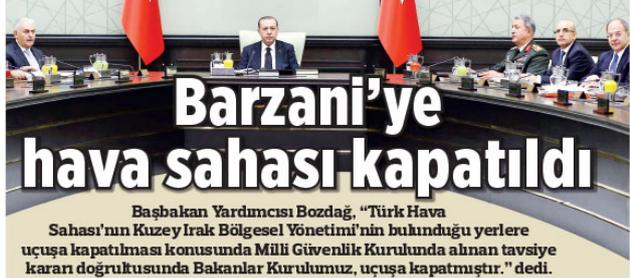 Barzani’ye
hava sahası kapatıldı
Başbakan Yardımcısı Bozdağ, “Türk Hava
Sahası’nın Kuzey Irak Bölgesel Yönetimi’nin bulunduğu yerlere
uçuşa kapatılması konusunda Milli Güvenlik Kurulunda alınan tavsiye
kararı doğrultusunda Bakanlar Kurulumuz, uçuşa kapatmıştır.” dedi.